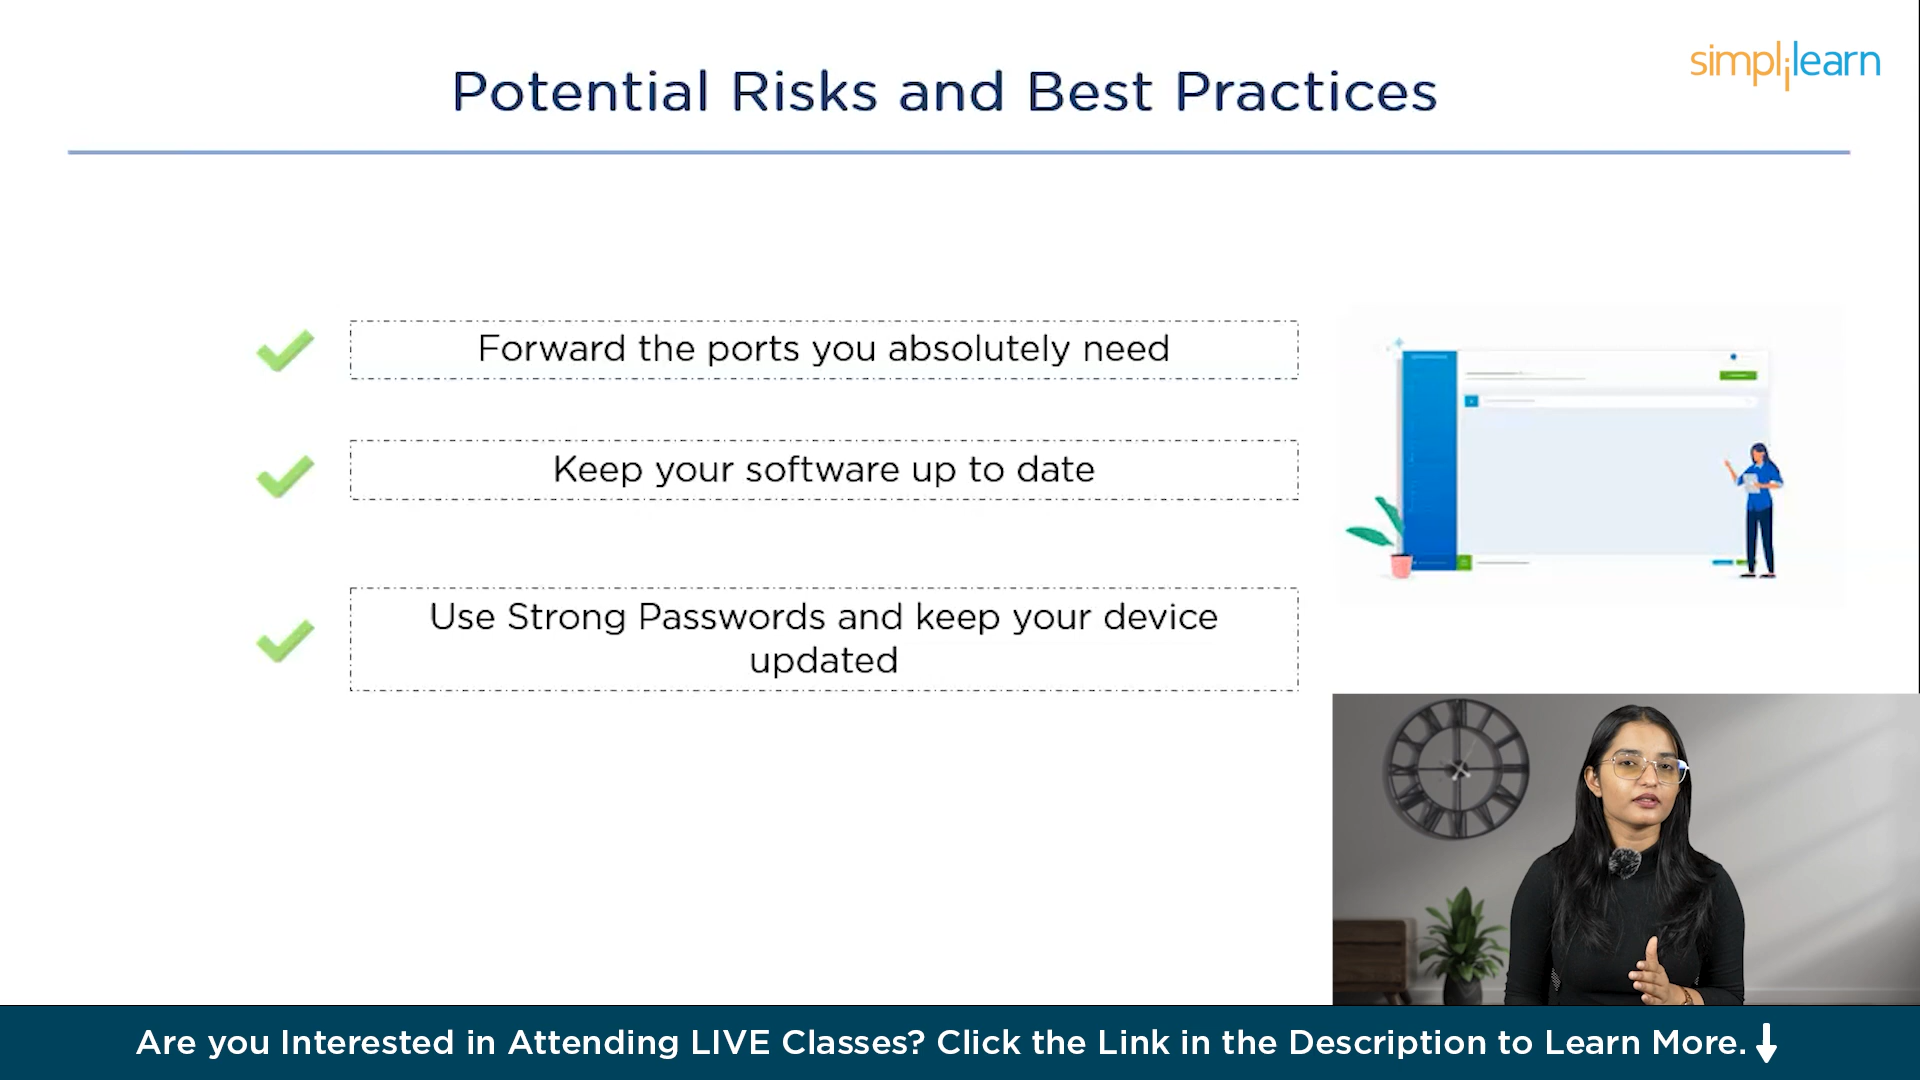 Potential Risks and Best Practices
simplilearn
Forward the ports you absolutely need
Keep your software up to date
Use Strong Passwords and keep your device
updated
Are you Interested in Attending LIVE Classes? Click the Link in the Description to Learn More.